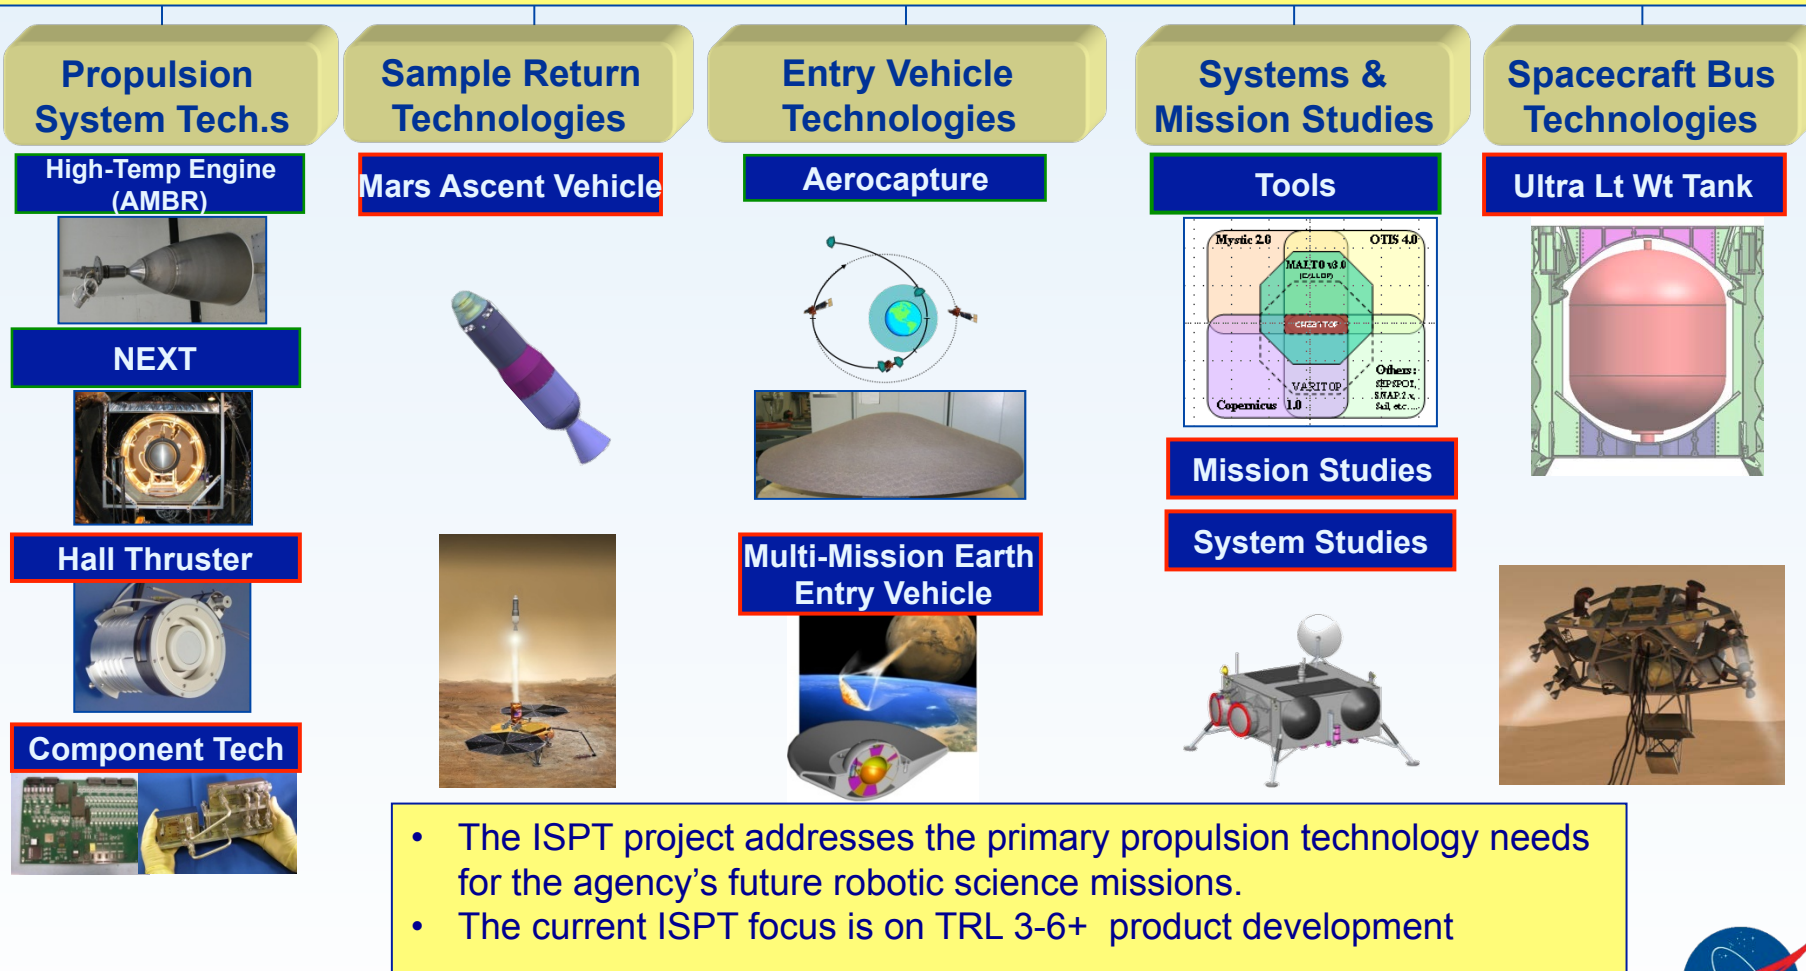 Propulsion
System Tech.s
Sample Return
Technologies
Entry Vehicle
Technologies
Systems &
Mission Studies
Spacecraft Bus
Technologies
High-Temp Engine
(AMBR)
NEXT
Hall Thruster
Component Tech
Mars Ascent Vehicle
Aerocapture
Multi-Mission Earth
Entry Vehicle
Tools
Mystic 2.0
OTIS 4.0
MALTO v3.0
VARITOP
Others:
Copernicus 1.0
Sail, etc....
Mission Studies
System Studies
Ultra Lt Wt Tank
• The ISPT project addresses the primary propulsion technology needs
for the agency’s future robotic science missions.
• The current ISPT focus is on TRL 3-6+ product development